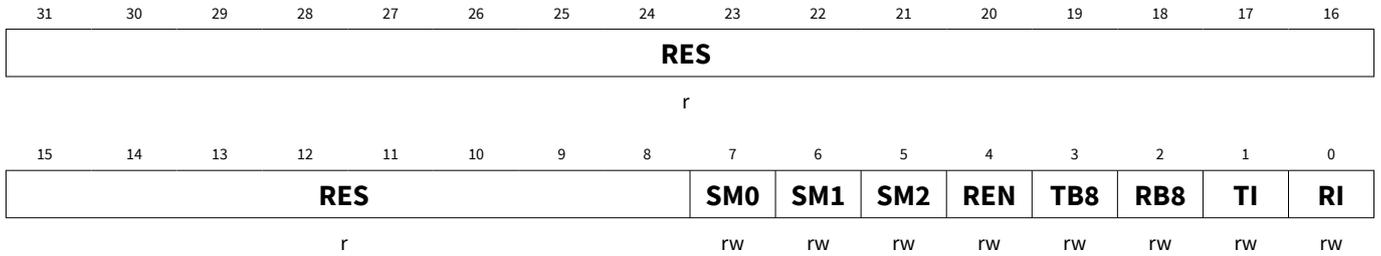 31 30 29 28 27 26 25 24 23 22 21 20 19 18 17 16
RES
r
15 14 13 12 11 10 9 8 7 6 5 4 3 2 1 0
RES SM0 SM1 SM2 REN TB8 RB8 TI RI
r rw rw rw rw rw rw rw rw